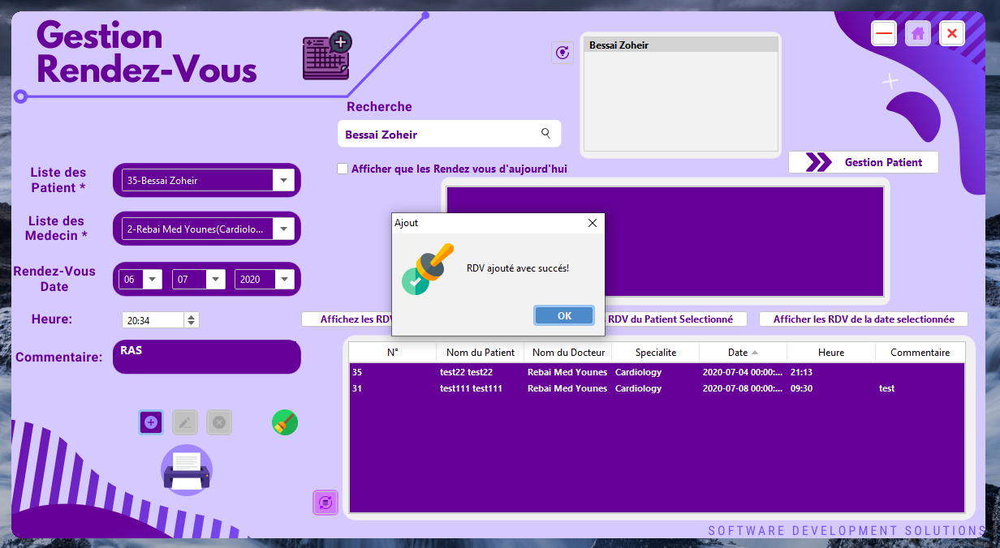 Gestion
Rendez-Vous
Bessai Zoheir
Recherche
Bessai Zoheir
Afficher que les Rendez vous d'aujourd'hui
Gestion Patient
Liste des
Patient *
35-Bessai Zoheir
Liste des
Medecin *
2-Rebai Med Younes(Cardiolo...
Rendez-Vous
Date
06
07
2020
Heure:
20:34
Commentaire:
RAS
Ajout
RDV ajouté avec succés!
OK
Affichez les RDV
RDV du Patient Selectionné
Afficher les RDV de la date selectionnée
N° Nom du Patient Nom du Docteur Specialite Date Heure Commentaire
35 test22 test22 Rebai Med Younes Cardiology 2020-07-04 00:00:... 21:13
31 test111 test111 Rebai Med Younes Cardiology 2020-07-08 00:00:... 09:30 test
SOFTWARE DEVELOPMENT SOLUTIONS